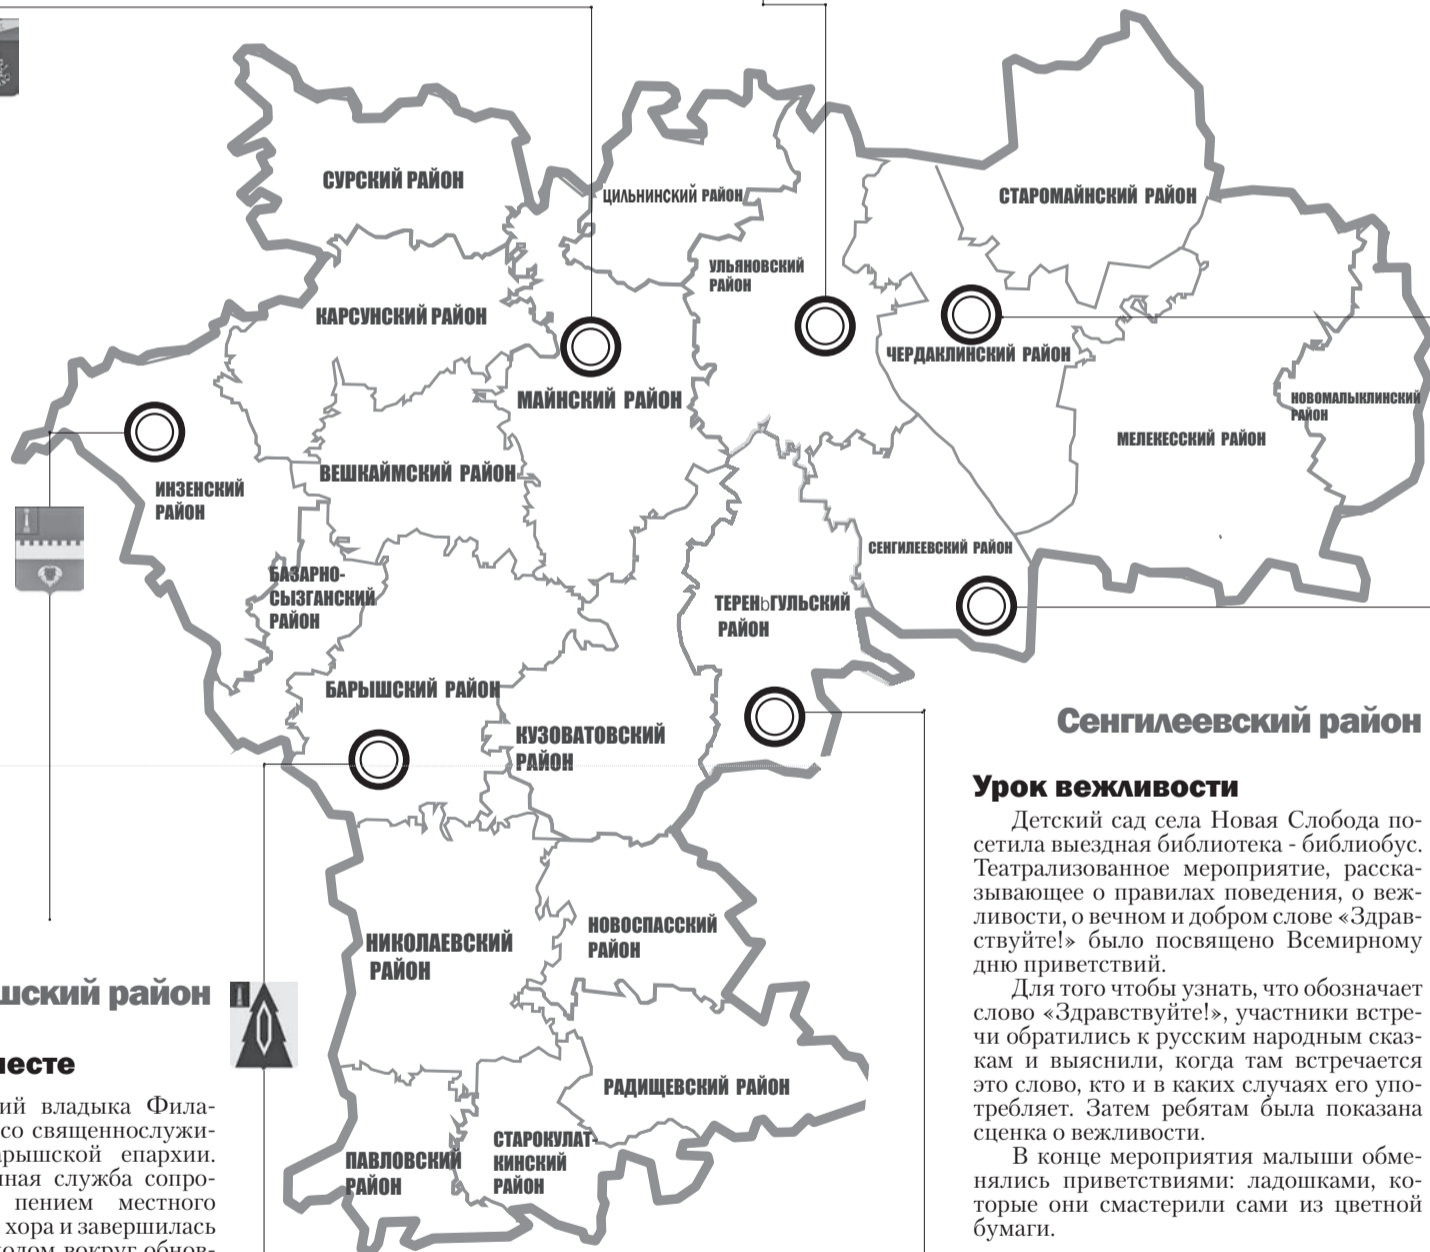 СУРСКИЙ РАЙОН
ЦИЛЬНИНСКИЙ РАЙОН
СТАРОМАЙНСКИЙ РАЙОН
УЛЬЯНОВСКИЙ
РАЙОН
КАРСУНСКИЙ РАЙОН
ЧЕРДАКЛИНСКИЙ РАЙОН
МАЙНСКИЙ РАЙОН
НОВОМАЛЫКЛИНСКИЙ
РАЙОН
МЕЛЕКЕССКИЙ РАЙОН
ВЕШКАЙМСКИЙ РАЙОН
ИНЗЕНСКИЙ
РАЙОН
СЕНГИЛЕЕВСКИЙ РАЙОН
БАЗАРНО-
СЫЗГАНСКИЙ
РАЙОН
ТЕРЕНЬГУЛЬСКИЙ
РАЙОН
БАРЫШСКИЙ РАЙОН
КУЗОВАТОВСКИЙ
РАЙОН
НИКОЛАЕВСКИЙ
РАЙОН
НОВОСПАССКИЙ
РАЙОН
РАДИЩЕВСКИЙ РАЙОН
ПАВЛОВСКИЙ
РАЙОН
СТАРОКУЛАТ-
КИНСКИЙ
РАЙОН
шский район
месте
ий владыка Фила-
со священнослужи-
арышской епархии.
нная служба сопро-
пением местного
хора и завершилась
ходом вокруг обнов-
Сенгилеевский район
Урок вежливости
Детский сад села Новая Слобода по-
сетила выездная библиотека - библиобус.
Театрализованное мероприятие, расска-
зывающее о правилах поведения, о веж-
ливости, о вечном и добром слове «Здрав-
ствуйте!» было посвящено Всемирному
дню приветствий.
Для того чтобы узнать, что обозначает
слово «Здравствуйте!», участники встре-
чи обратились к русским народным сказ-
кам и выяснили, когда там встречается
это слово, кто и в каких случаях его упо-
требляет. Затем ребятам была показана
сценка о вежливости.
В конце мероприятия малыши обме-
нялись приветствиями: ладошками, ко-
торые они смастерили сами из цветной
бумаги.